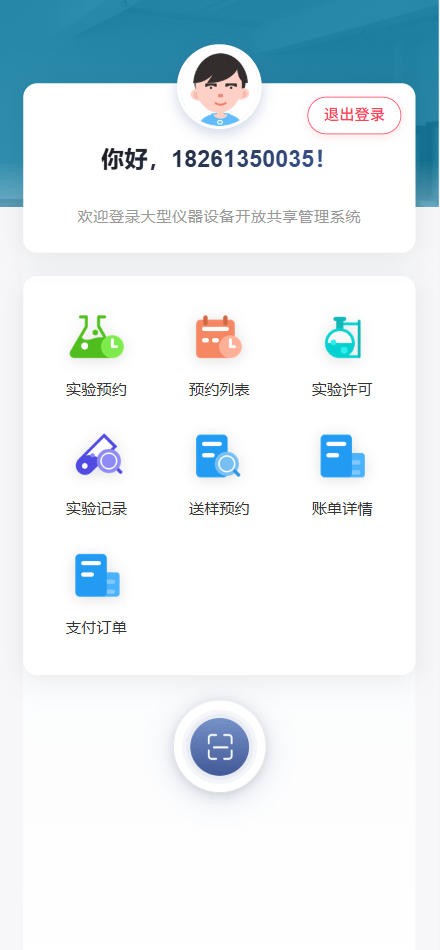 退出登录
你好，18261350035！
欢迎登录大型仪器设备开放共享管理系统
实验预约
预约列表
实验许可
实验记录
送样预约
账单详情
支付订单